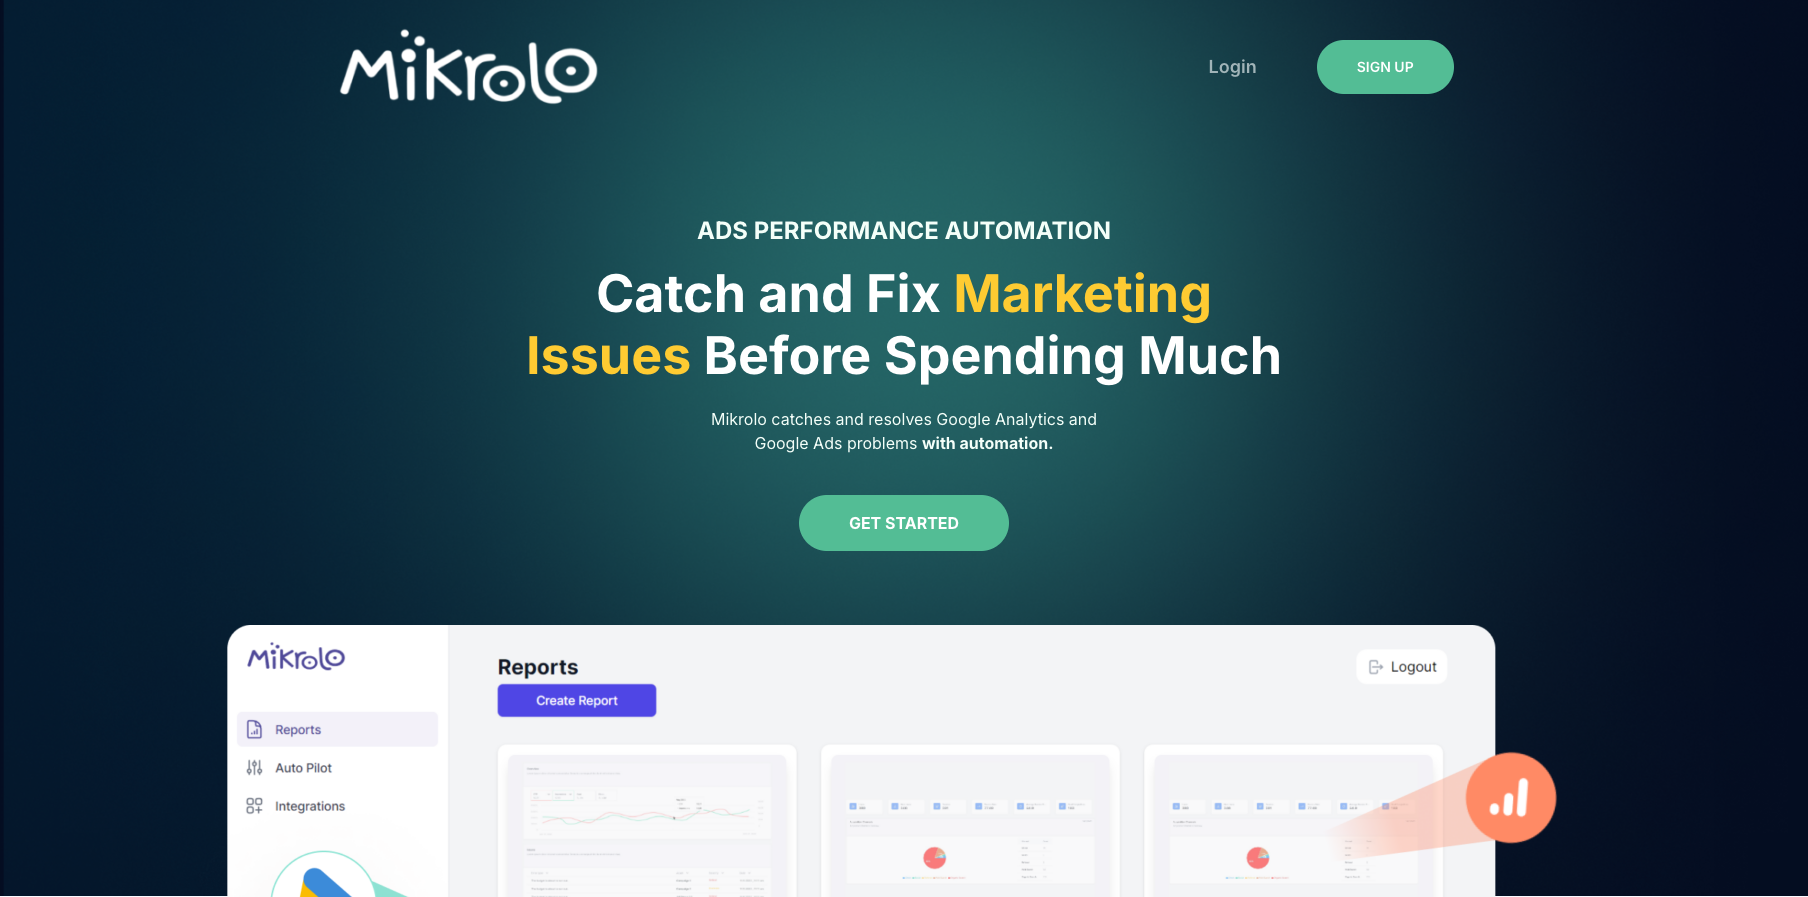 Mikrolo
Login
SIGN UP
ADS PERFORMANCE AUTOMATION
Catch and Fix Marketing
Issues Before Spending Much
Mikrolo catches and resolves Google Analytics and
Google Ads problems with automation.
GET STARTED
Mikrolo
Reports
Logout
Create Report
Reports
Auto Pilot
Integrations